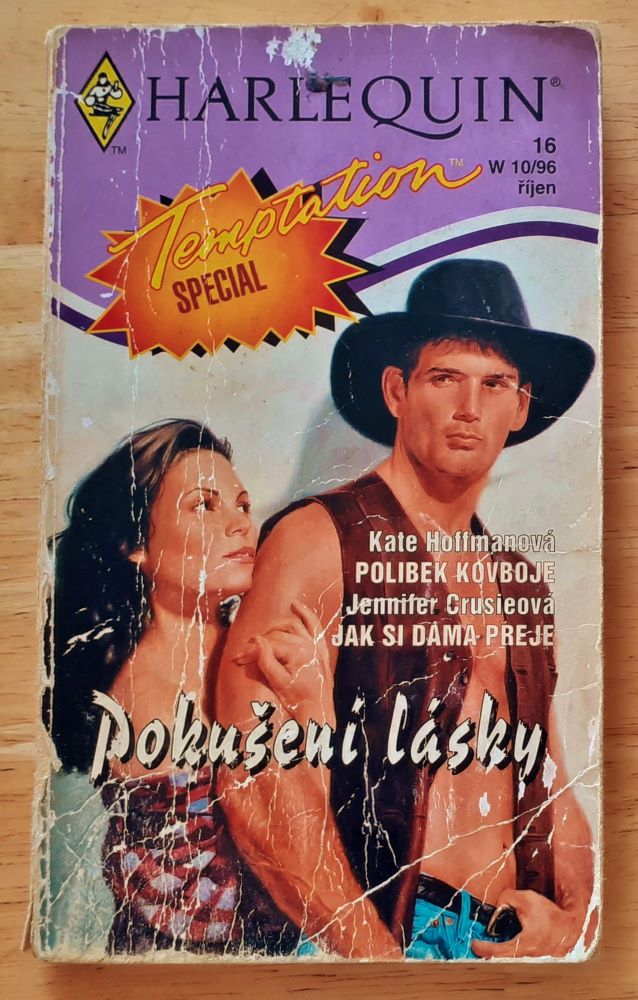 HARLEQUIN®
TM
16
W 10/96
říjen
Temptation™
SPECIAL
Kate Hoffmanová
POLIBEK KOVBOJE
Jennifer Crusieová
JAK SI DÁMA PŘEJE
Pokušení lásky